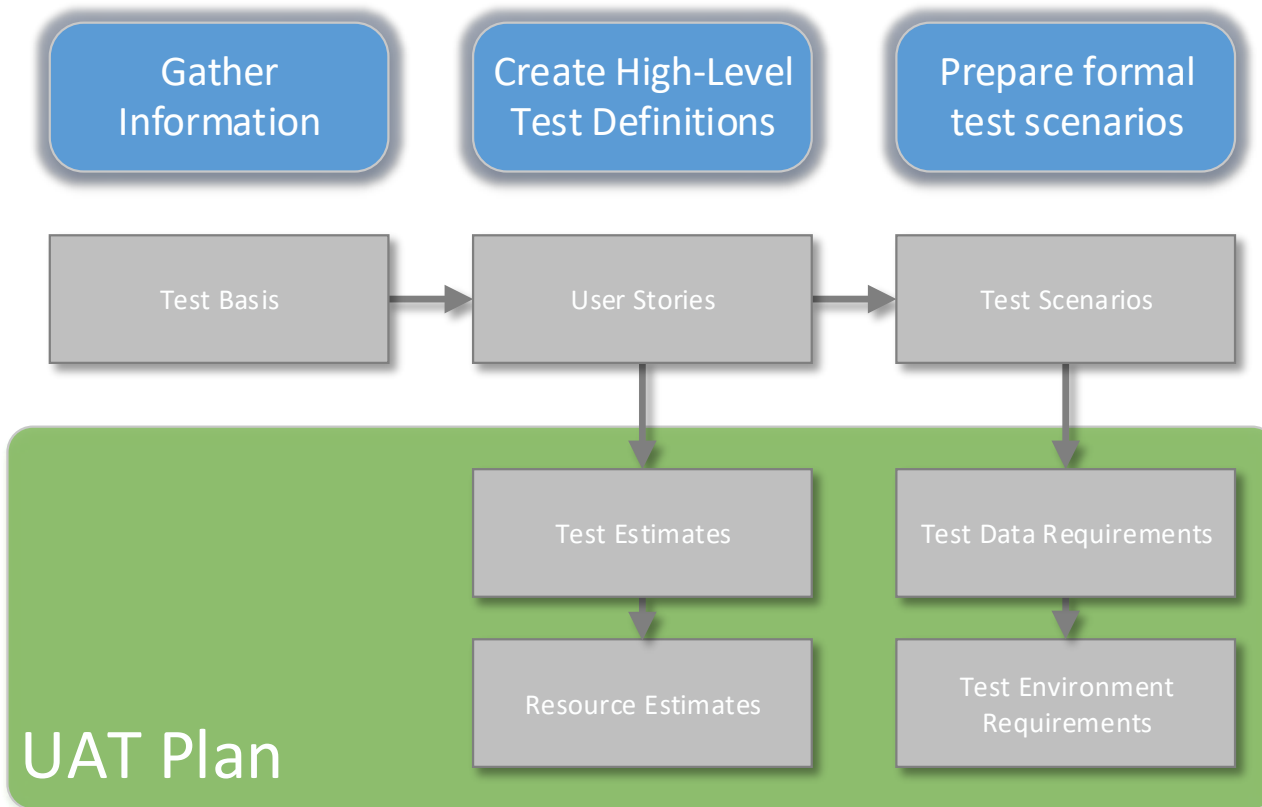 Gather
Information
Create High-Level
Test Definitions
Prepare formal
test scenarios
Test Basis
User Stories
Test Scenarios
Test Estimates
Test Data Requirements
Resource Estimates
Test Environment
Requirements
UAT Plan